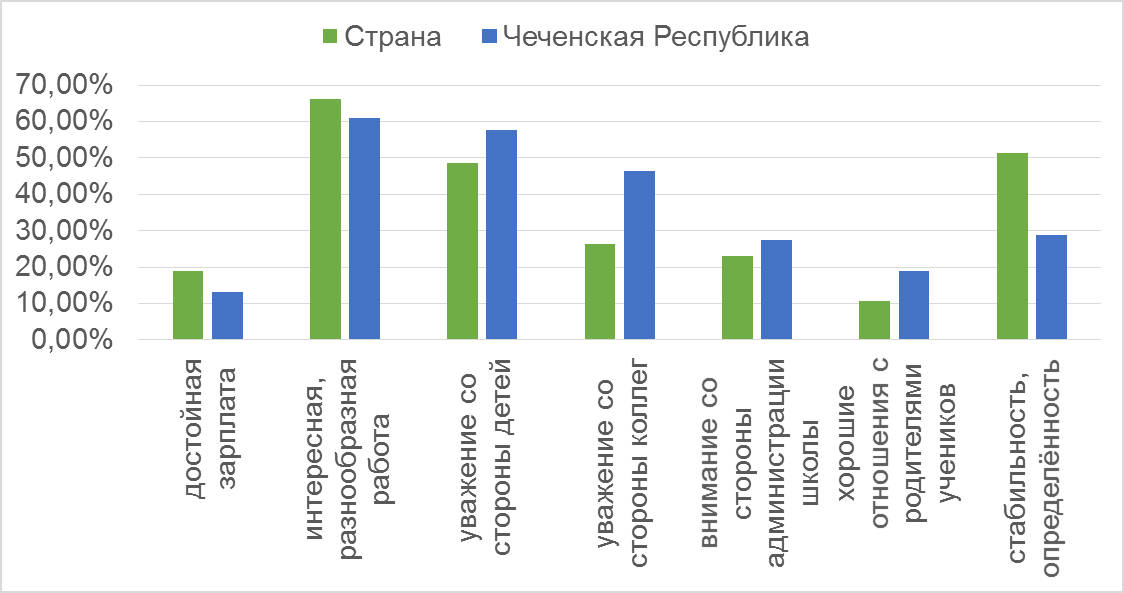 Страна Чеченская Республика
70,00%
60,00%
50,00%
40,00%
30,00%
20,00%
10,00%
0,00%
достойная
зарплата
интересная,
разнообразная
работа
уважение со
стороны детей
уважение со
стороны коллег
внимание со
стороны
администрации
школы
хорошие
отношения с
родителями
учеников
стабильность,
определённость